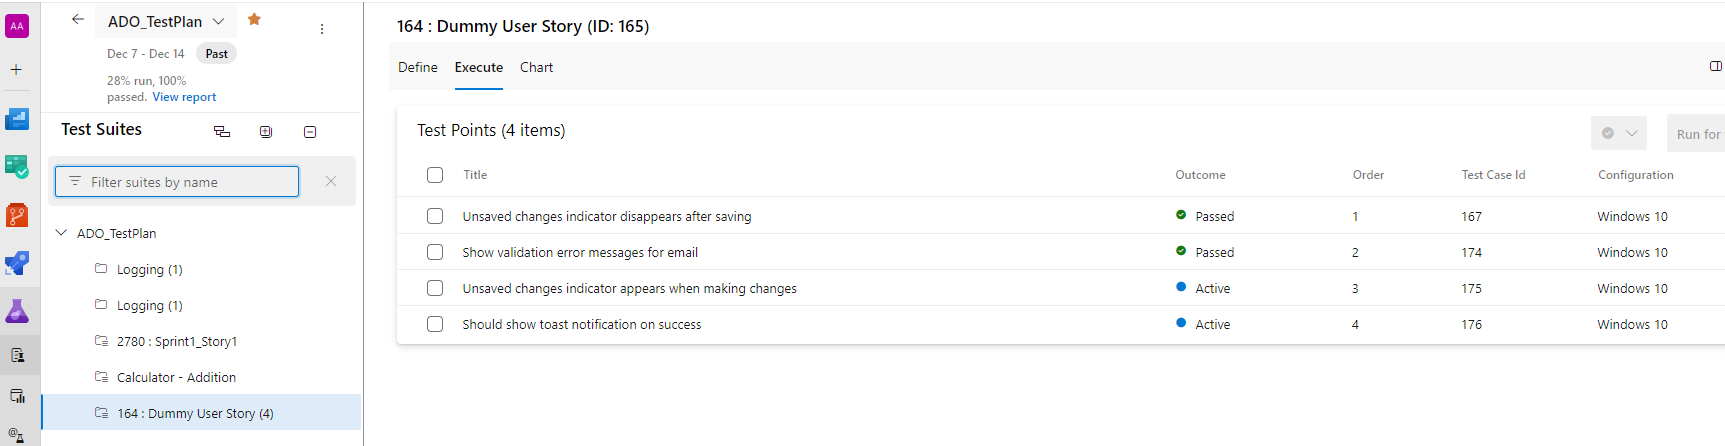 AA
ADO_TestPlan
Dec 7 - Dec 14 Past
28% run, 100%
passed. View report
Test Suites
Filter suites by name
ADO_TestPlan
Logging (1)
Logging (1)
2780 : Sprint1_Story1
Calculator - Addition
164 : Dummy User Story (4)
164 : Dummy User Story (ID: 165)
Define Execute Chart
Test Points (4 items)
Run for
Title Outcome Order Test Case Id Configuration
Unsaved changes indicator disappears after saving Passed 1 167 Windows 10
Show validation error messages for email Passed 2 174 Windows 10
Unsaved changes indicator appears when making changes Active 3 175 Windows 10
Should show toast notification on success Active 4 176 Windows 10